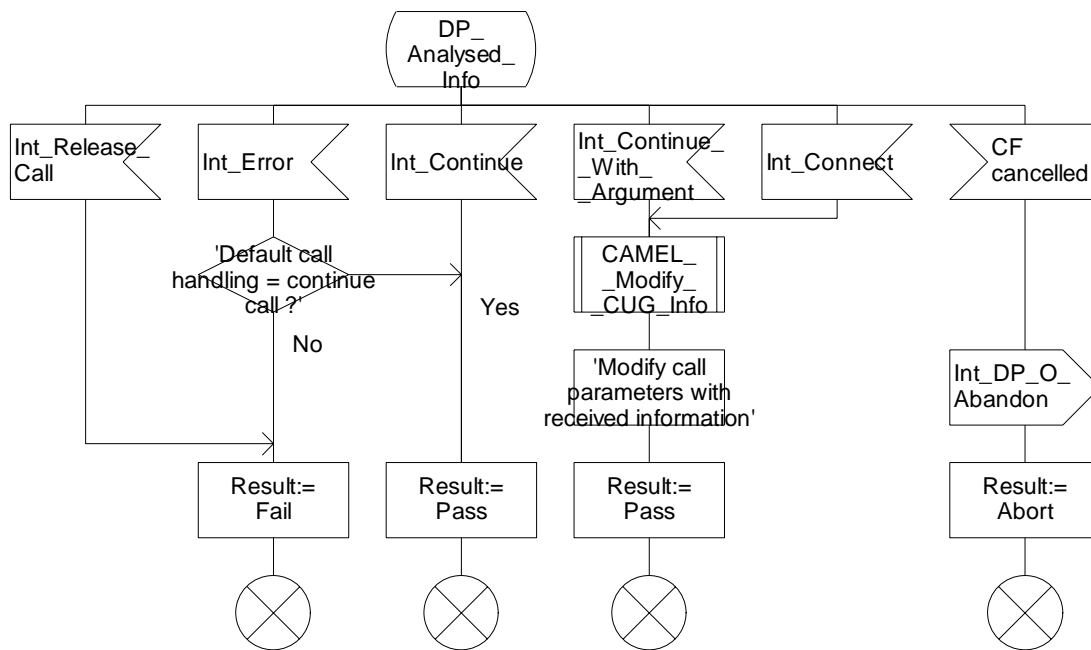 DP_
Analysed_
Info
Int_Release_
Call
Int_Error
Int_Continue
Int_Continue_
_With_
_Argument
Int_Connect
CF
cancelled
'Default call
handling = continue
call ?'
Yes
No
CAMEL_
_Modify_
_CUG_Info
'Modify call
parameters with
received information'
Int_DP_O_
Abandon
Result:=
Fail
Result:=
Pass
Result:=
Pass
Result:=
Abort